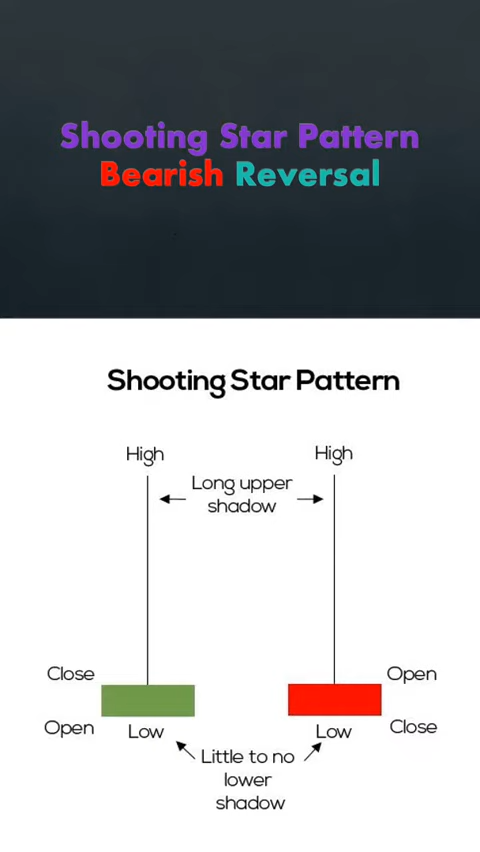 Shooting Star Pattern
Bearish Reversal
Shooting Star Pattern
High
High
Long upper
shadow
Close
Open
Open
Low
Low
Close
Little to no
lower
shadow